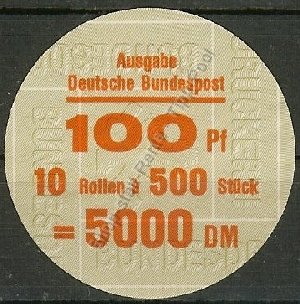 Ausgabe
Deutsche Bundespost
100 Pf
10 Rollen à 500 Stück
= 5000 DM